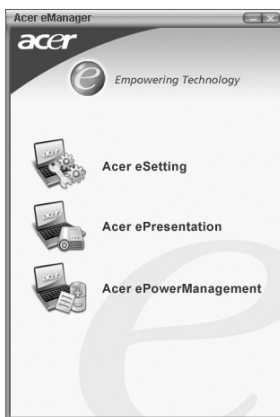 Acer eManager
acer
e Empowering Technology
Acer eSetting
Acer ePresentation
Acer ePowerManagement